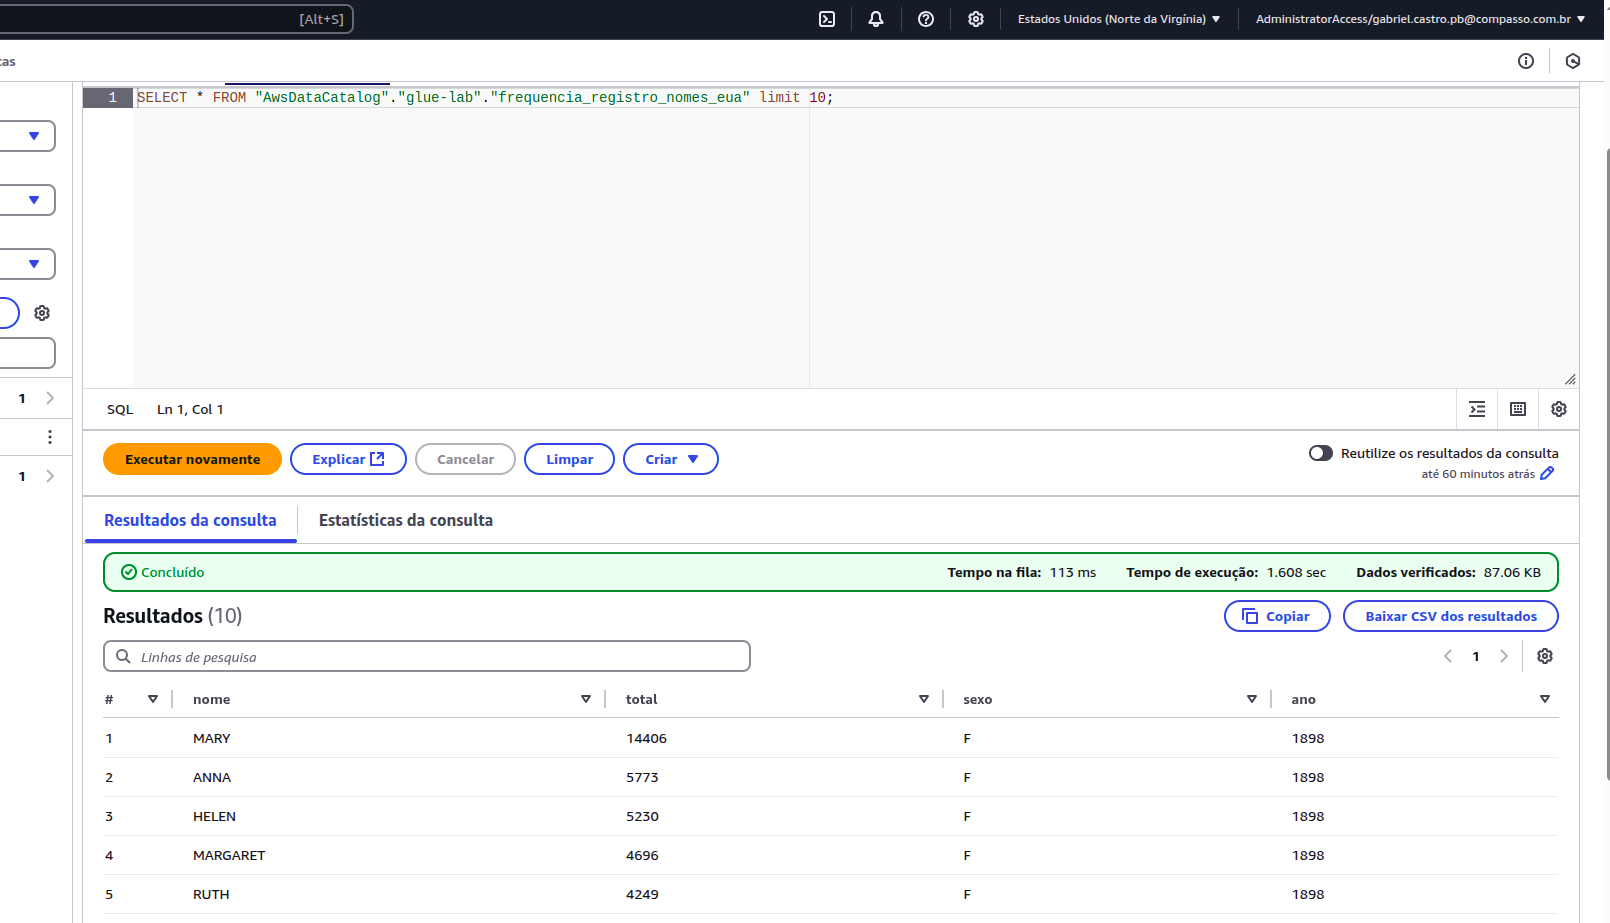 [Alt+S]
Estados Unidos (Norte da Virgínia)
AdministratorAccess/gabriel.castro.pb@compasso.com.br
1 SELECT * FROM "AwsDataCatalog"."glue-lab"."frequencia_registro_nomes_eua" limit 10;
1
1
SQL Ln 1, Col 1
Executar novamente Explicar Cancelar Limpar Criar
Reutilize os resultados da consulta
até 60 minutos atrás
Resultados da consulta Estatísticas da consulta
Concluído Tempo na fila: 113 ms Tempo de execução: 1.608 sec Dados verificados: 87.06 KB
Resultados (10) Copiar Baixar CSV dos resultados
Linhas de pesquisa 1
# nome total sexo ano
1 MARY 14406 F 1898
2 ANNA 5773 F 1898
3 HELEN 5230 F 1898
4 MARGARET 4696 F 1898
5 RUTH 4249 F 1898